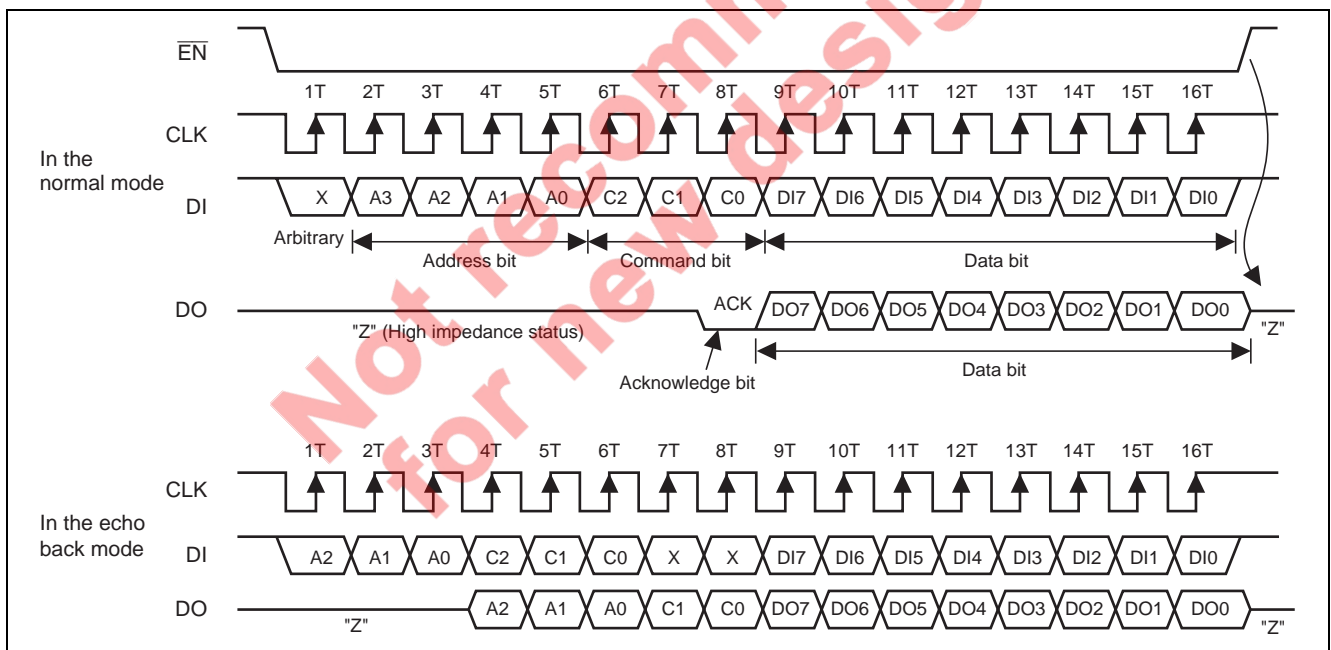 EN
1T 2T 3T 4T 5T 6T 7T 8T 9T 10T 11T 12T 13T 14T 15T 16T
CLK
In the
normal mode
DI X A3 A2 A1 A0 C2 C1 C0 DI7 DI6 DI5 DI4 DI3 DI2 DI1 DI0
Arbitrary Address bit Command bit Data bit
DO ACK DO7 DO6 DO5 DO4 DO3 DO2 DO1 DO0
"Z" (High impedance status) "Z"
Acknowledge bit Data bit
1T 2T 3T 4T 5T 6T 7T 8T 9T 10T 11T 12T 13T 14T 15T 16T
CLK
In the echo
back mode
DI A2 A1 A0 C2 C1 C0 X X DI7 DI6 DI5 DI4 DI3 DI2 DI1 DI0
DO A2 A1 A0 C1 C0 DO7 DO6 DO5 DO4 DO3 DO2 DO1 DO0
"Z" "Z"
Not
for new